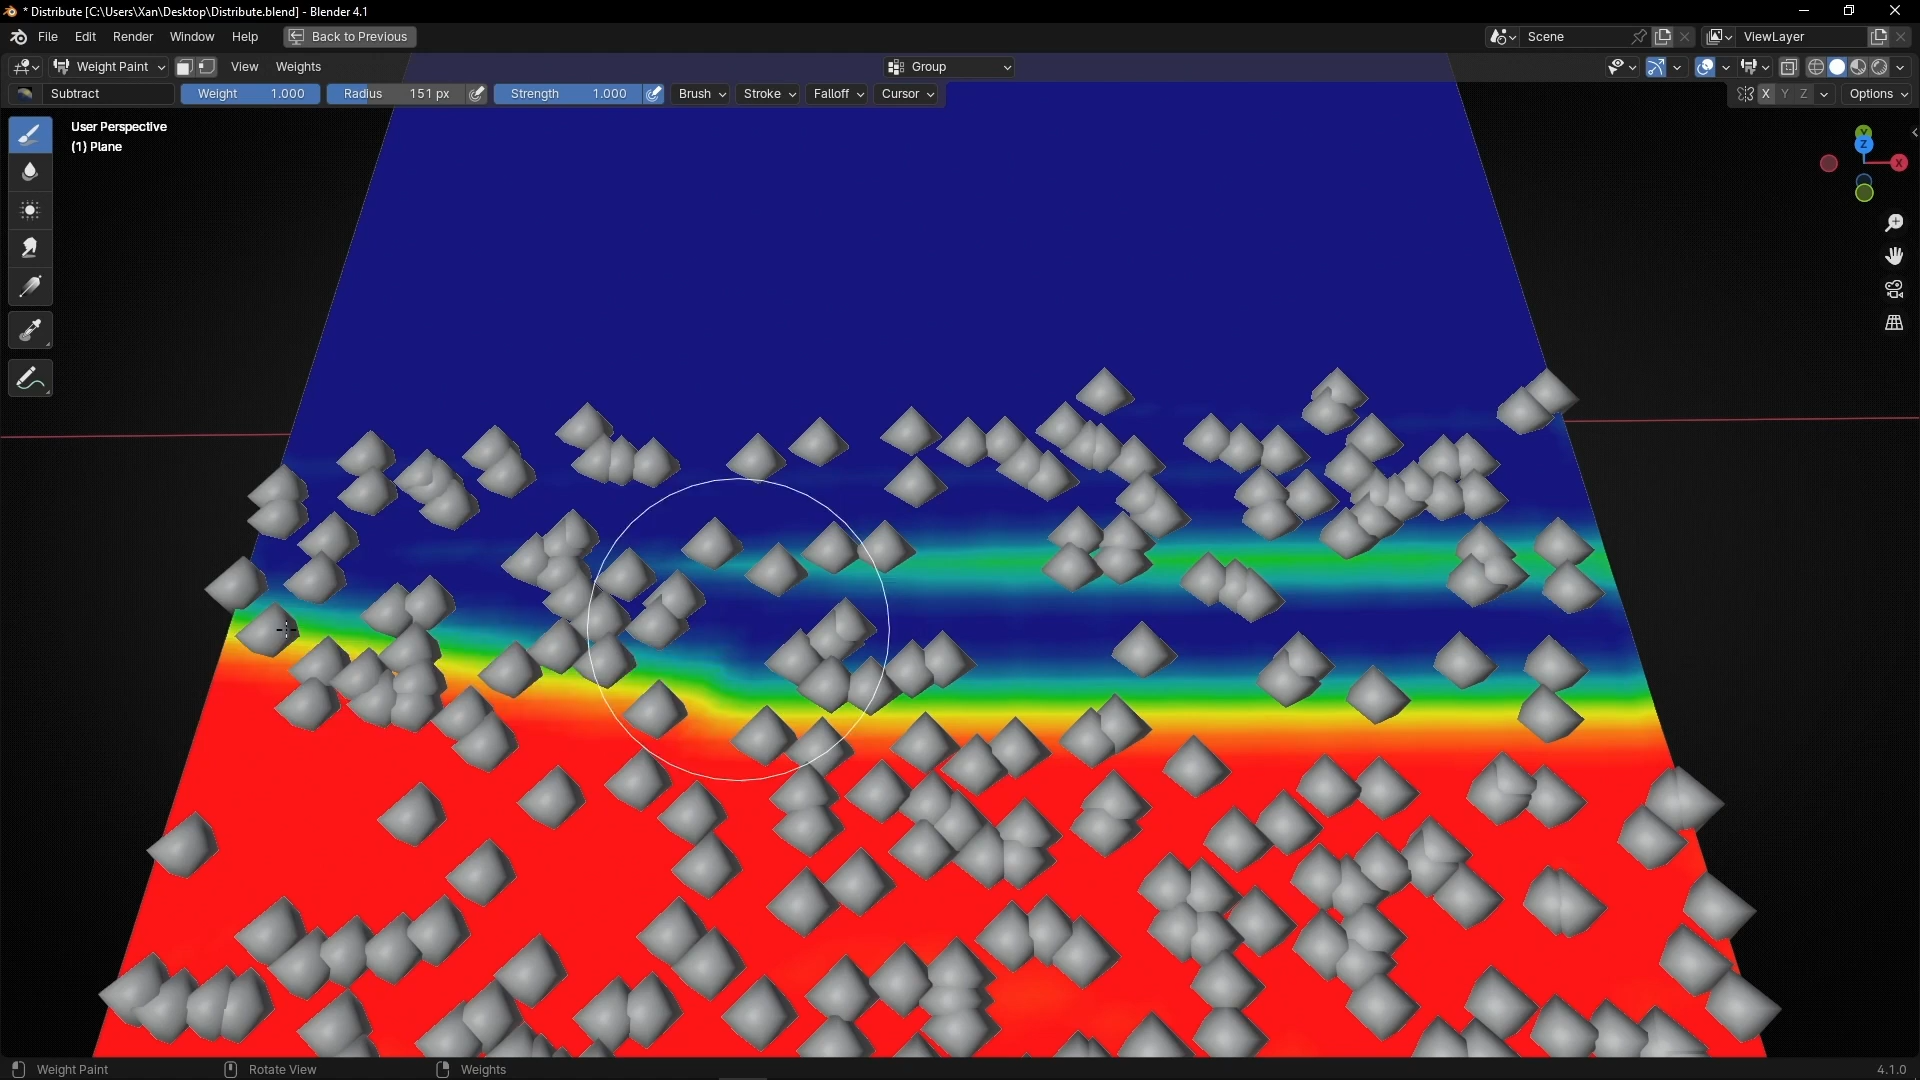 * Distribute [C:\Users\Xan\Desktop\Distribute.blend] - Blender 4.1
File Edit Render Window Help Back to Previous Scene ViewLayer
Weight Paint View Weights Group
Subtract Weight 1.000 Radius 151 px Strength 1.000 Brush Stroke Falloff Cursor X Y Z Options
User Perspective
(1) Plane
Y
Z
X
Weight Paint Rotate View Weights 4.1.0